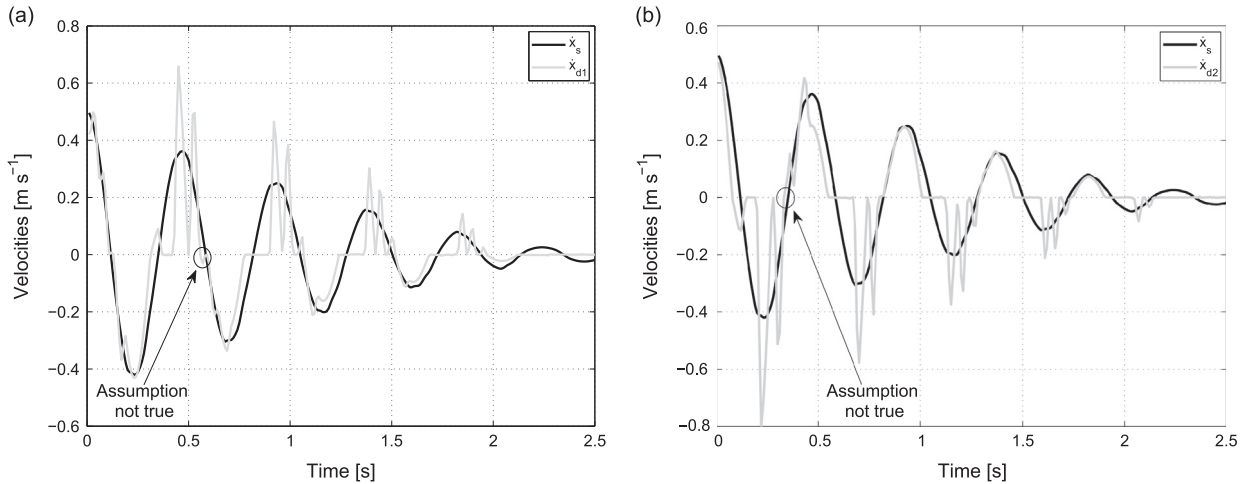 (a)
0.8
0.6
0.4
0.2
0
−0.2
−0.4
−0.6
Velocities [m s⁻¹]
ẋs
ẋd1
Assumption
not true
0 0.5 1 1.5 2 2.5
Time [s]
(b)
0.6
0.4
0.2
0
−0.2
−0.4
0.6
−0.8
Velocities [m s⁻¹]
ẋs
ẋd2
Assumption
not true
0 0.5 1 1.5 2 2.5
Time [s]